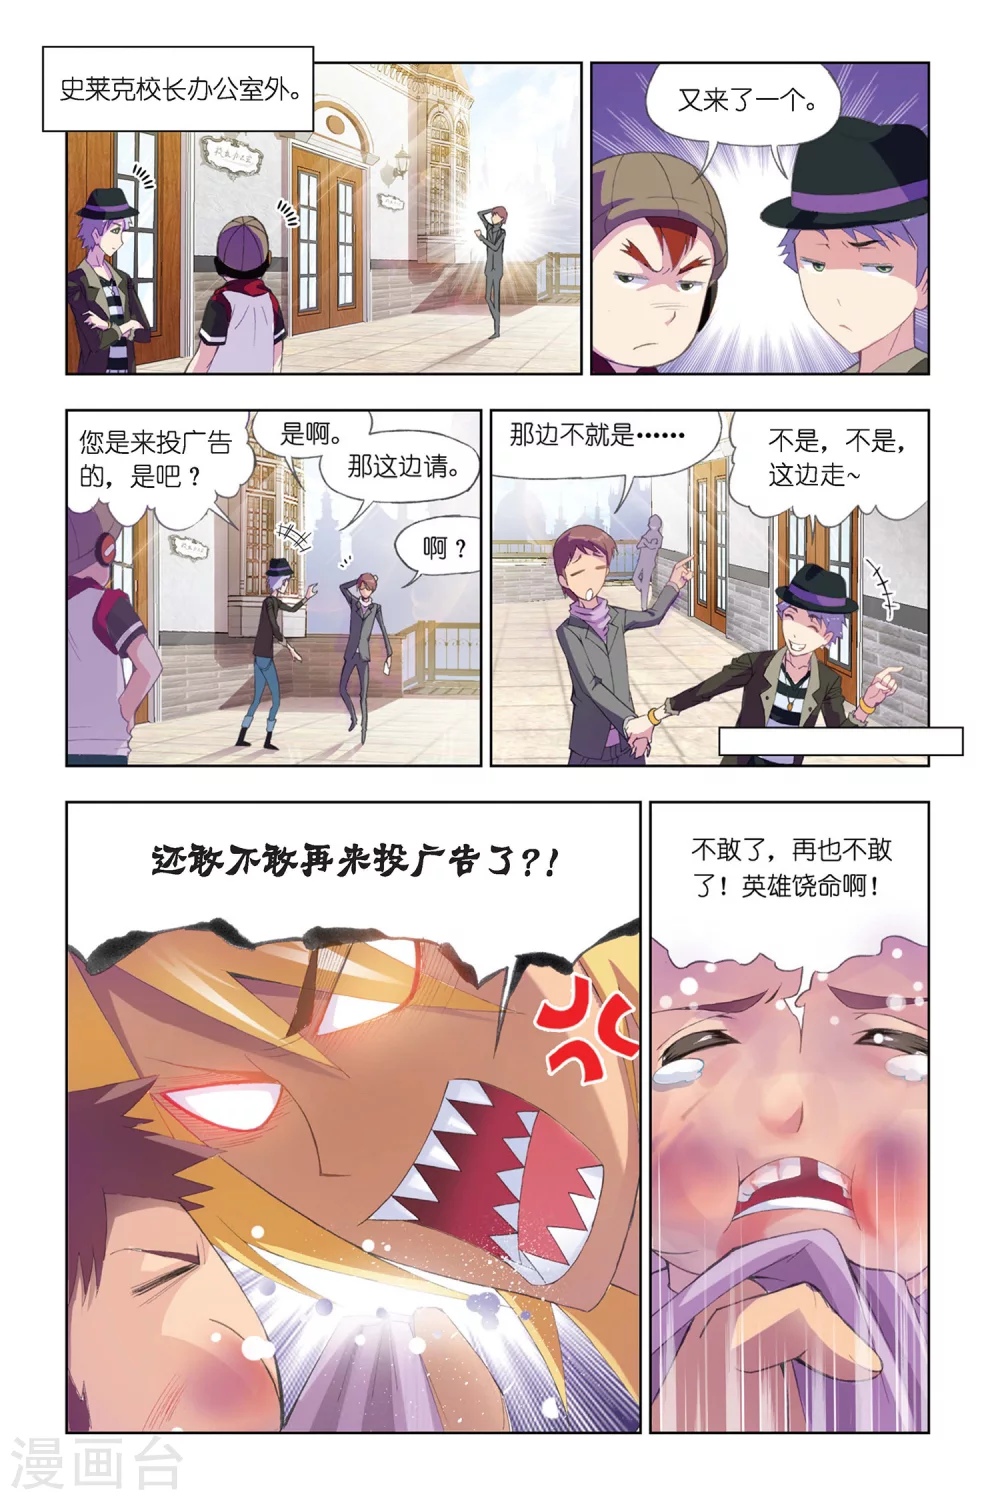 史莱克校长办公室外。
又来了一个。
您是来投广告
的，是吧？
是啊。
那这边请。
啊？
那边不就是……
不是，不是，
这边走~
还敢不敢再来投广告了?!
不敢了，再也不敢
了！英雄饶命啊！
漫画台